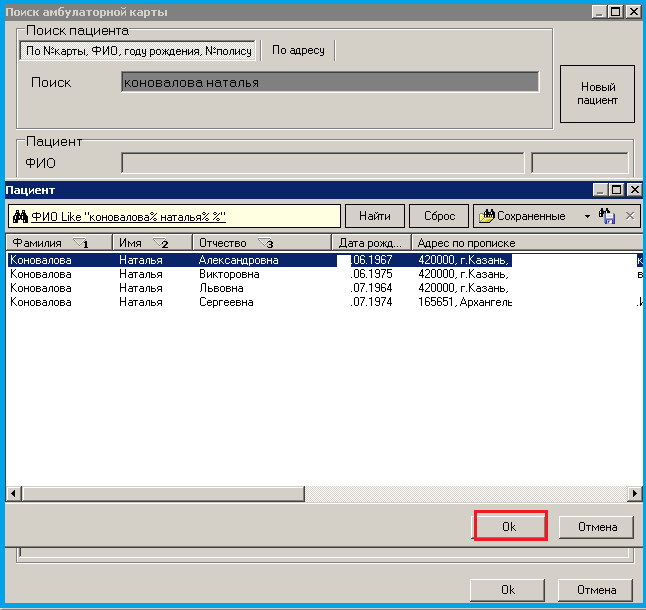 Поиск амбулаторной карты
Поиск пациента
По №карты, ФИО, году рождения, №полису По адресу
Поиск коновалова наталья
Новый пациент
Пациент
ФИО
Пациент
ФИО Like "коновалова% наталья% %" Найти Сброс Сохраненные
Фамилия 1 Имя 2 Отчество 3 Дата рожд... Адрес по прописке
Коновалова Наталья Александровна .06.1967 420000, г.Казань,
Коновалова Наталья Викторовна .06.1975 420000, г.Казань,
Коновалова Наталья Львовна .07.1964 420000, г.Казань,
Коновалова Наталья Сергеевна .07.1974 165651, Архангель
Ok Отмена
Ok Отмена